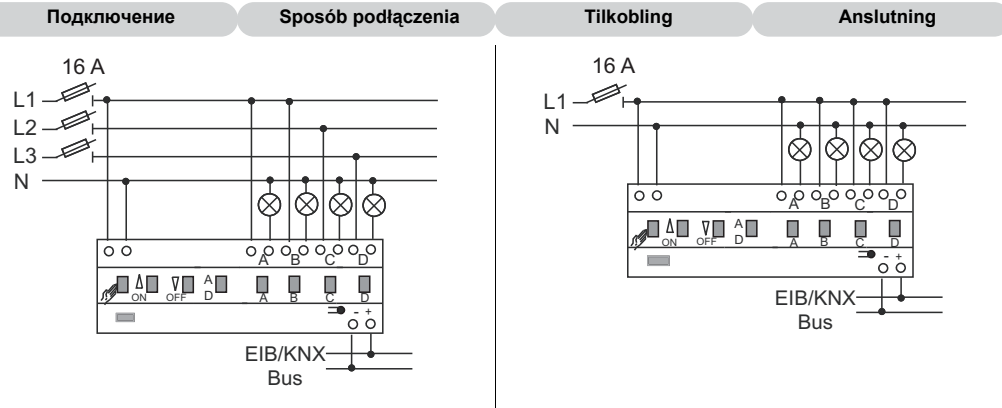 Подключение
Sposób podłączenia
Tilkobling
Anslutning
16 A
L1
L2
L3
N
A B C D
ON OFF A D A B C D
- +
EIB/KNX
Bus
16 A
L1
N
A B C D
ON OFF A D A B C D
- +
EIB/KNX
Bus